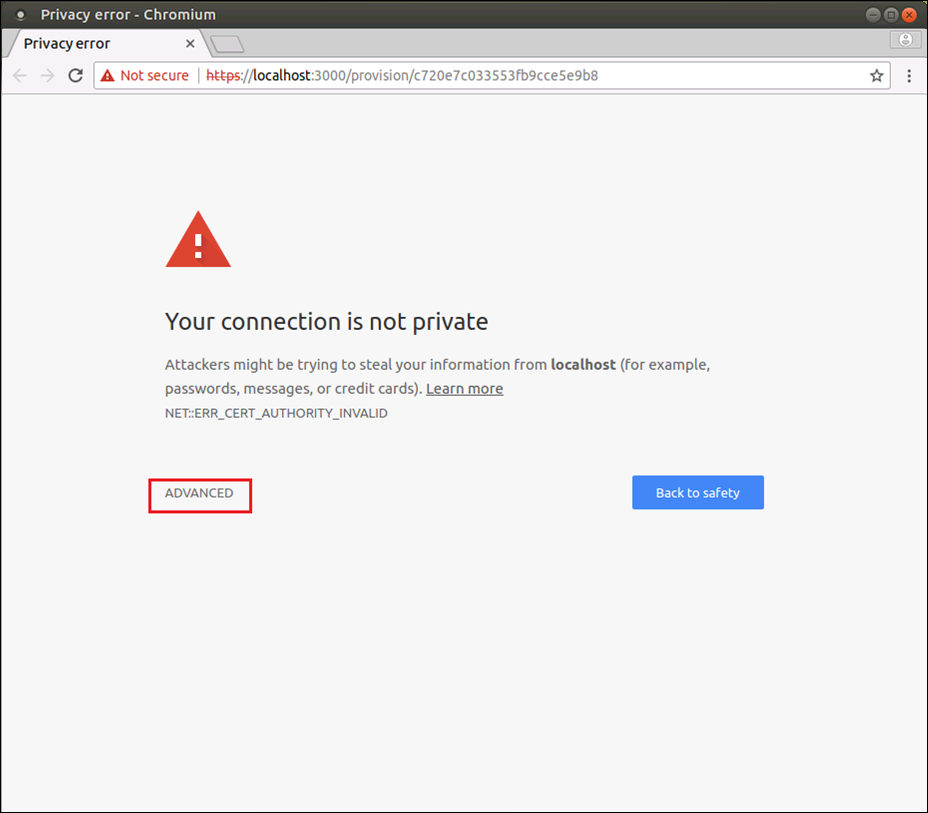 Privacy error - Chromium
Privacy error
Not secure https://localhost:3000/provision/c720e7c033553fb9cce5e9b8
Your connection is not private
Attackers might be trying to steal your information from localhost (for example,
passwords, messages, or credit cards). Learn more
NET::ERR_CERT_AUTHORITY_INVALID
ADVANCED
Back to safety